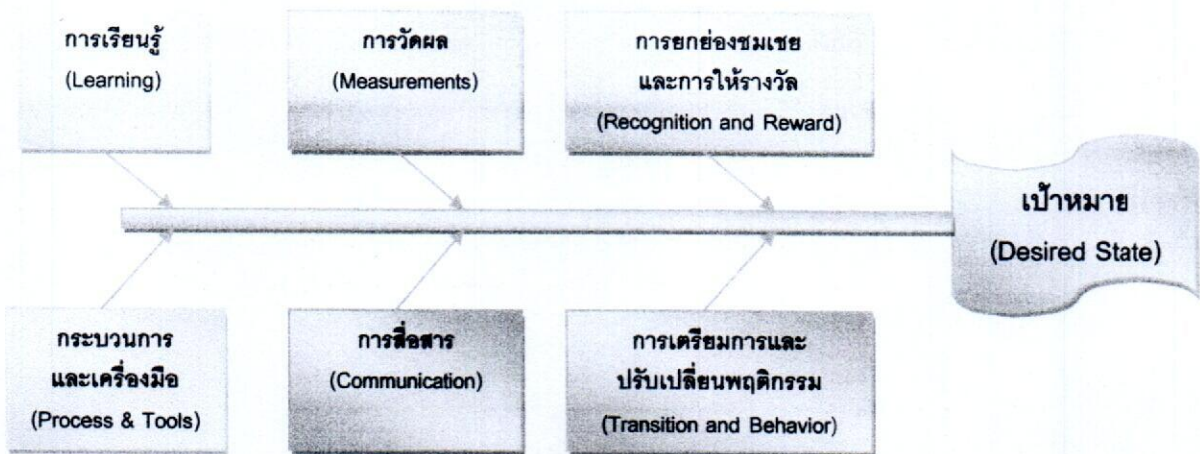 การเรียนรู้
(Learning)
การวัดผล
(Measurements)
การยกย่องชมเชย
และการให้รางวัล
(Recognition and Reward)
เป้าหมาย
(Desired State)
กระบวนการ
และเครื่องมือ
(Process & Tools)
การสื่อสาร
(Communication)
การเตรียมการและ
ปรับเปลี่ยนพฤติกรรม
(Transition and Behavior)